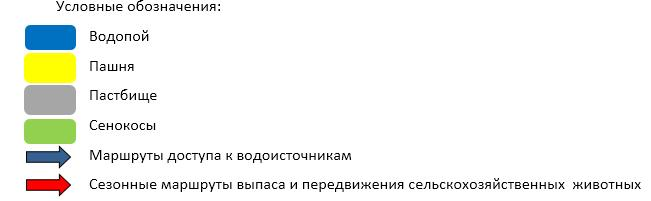 Условные обозначения:
Водопой
Пашня
Пастбище
Сенокосы
Маршруты доступа к водоисточникам
Сезонные маршруты выпаса и передвижения сельскохозяйственных животных